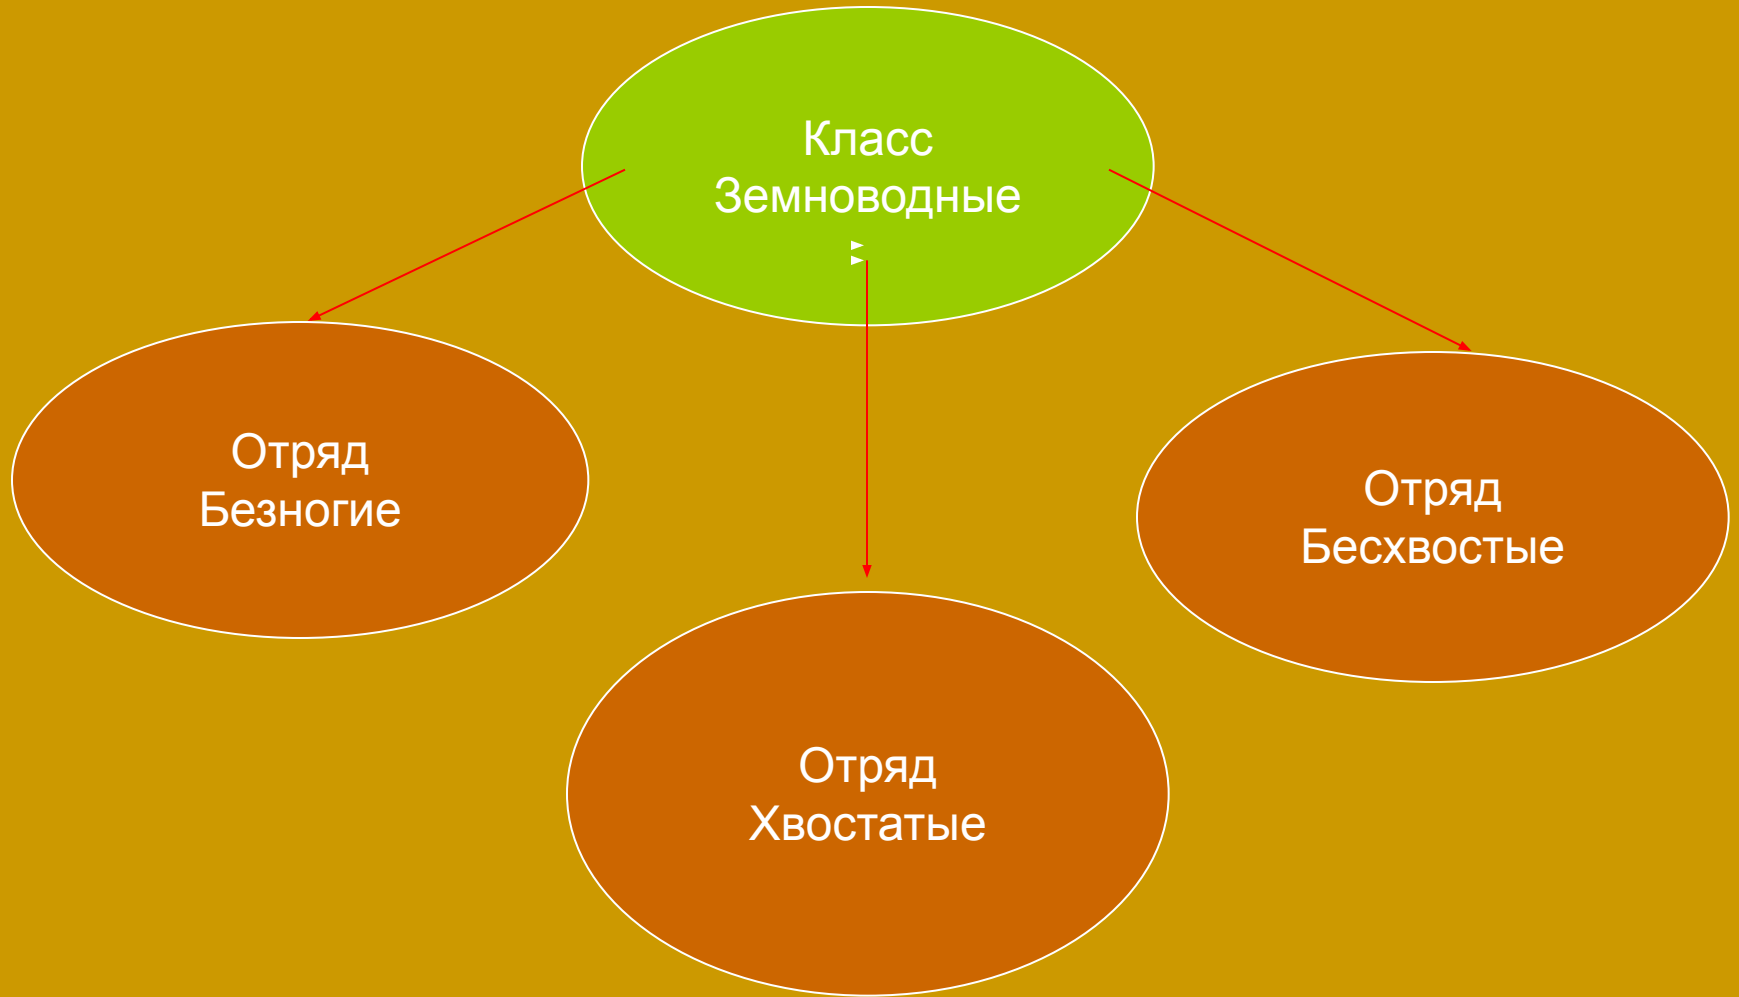 Класс
Земноводные
Отряд
Безногие
Отряд
Бесхвостые
Отряд
Хвостатые